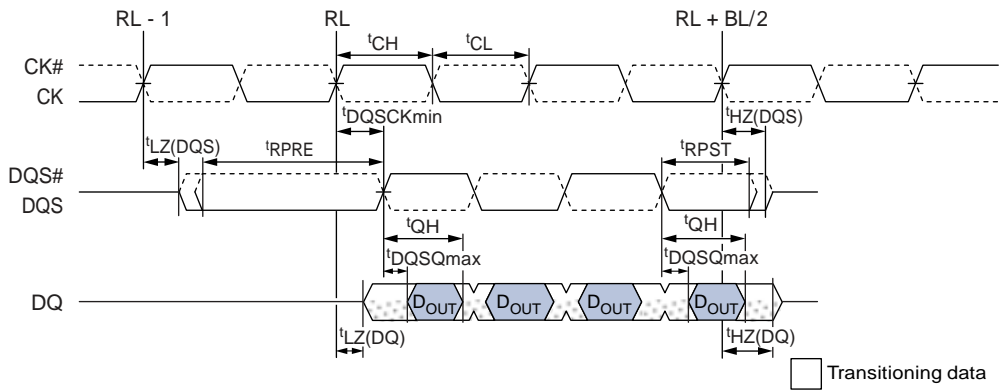 RL - 1
RL
RL + BL/2
tCH
tCL
CK#
CK
tDQSCKmin
tHZ(DQS)
tLZ(DQS)
tRPRE
tRPST
DQS#
DQS
tQH
tQH
tDQSQmax
tDQSQmax
DQ
DOUT
DOUT
DOUT
DOUT
tLZ(DQ)
tHZ(DQ)
Transitioning data